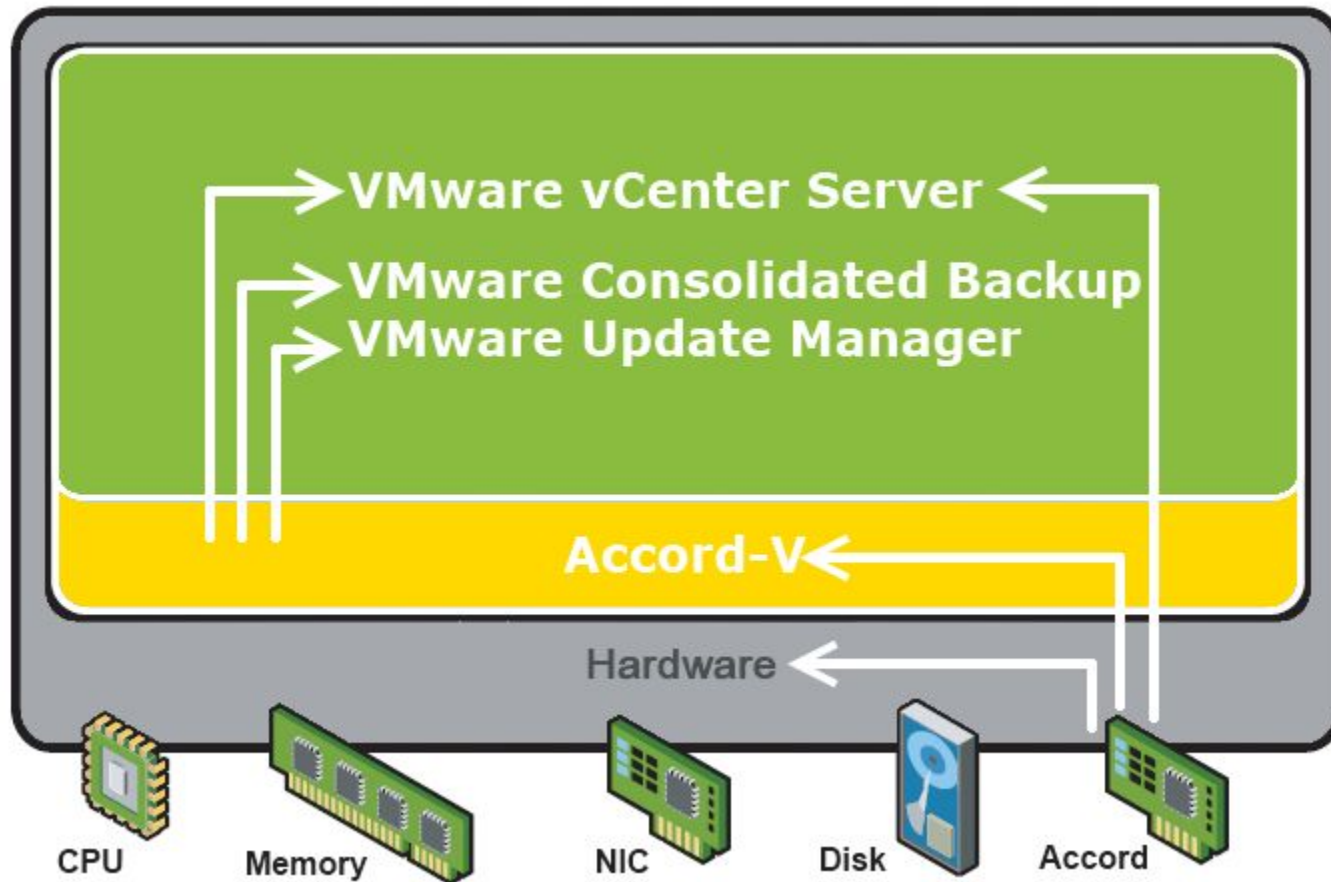 VMware vCenter Server
VMware Consolidated Backup
VMware Update Manager
Accord-V
Hardware
CPU
Memory
NIC
Disk
Accord